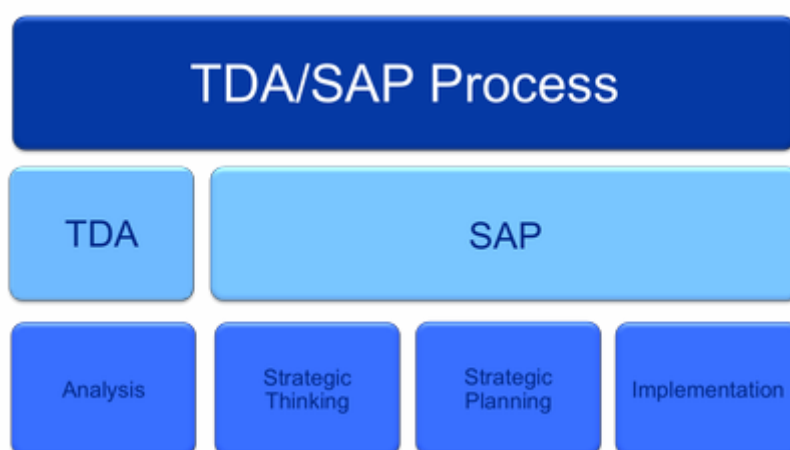 TDA/SAP Process
TDA
SAP
Analysis
Strategic
Thinking
Strategic
Planning
Implementation